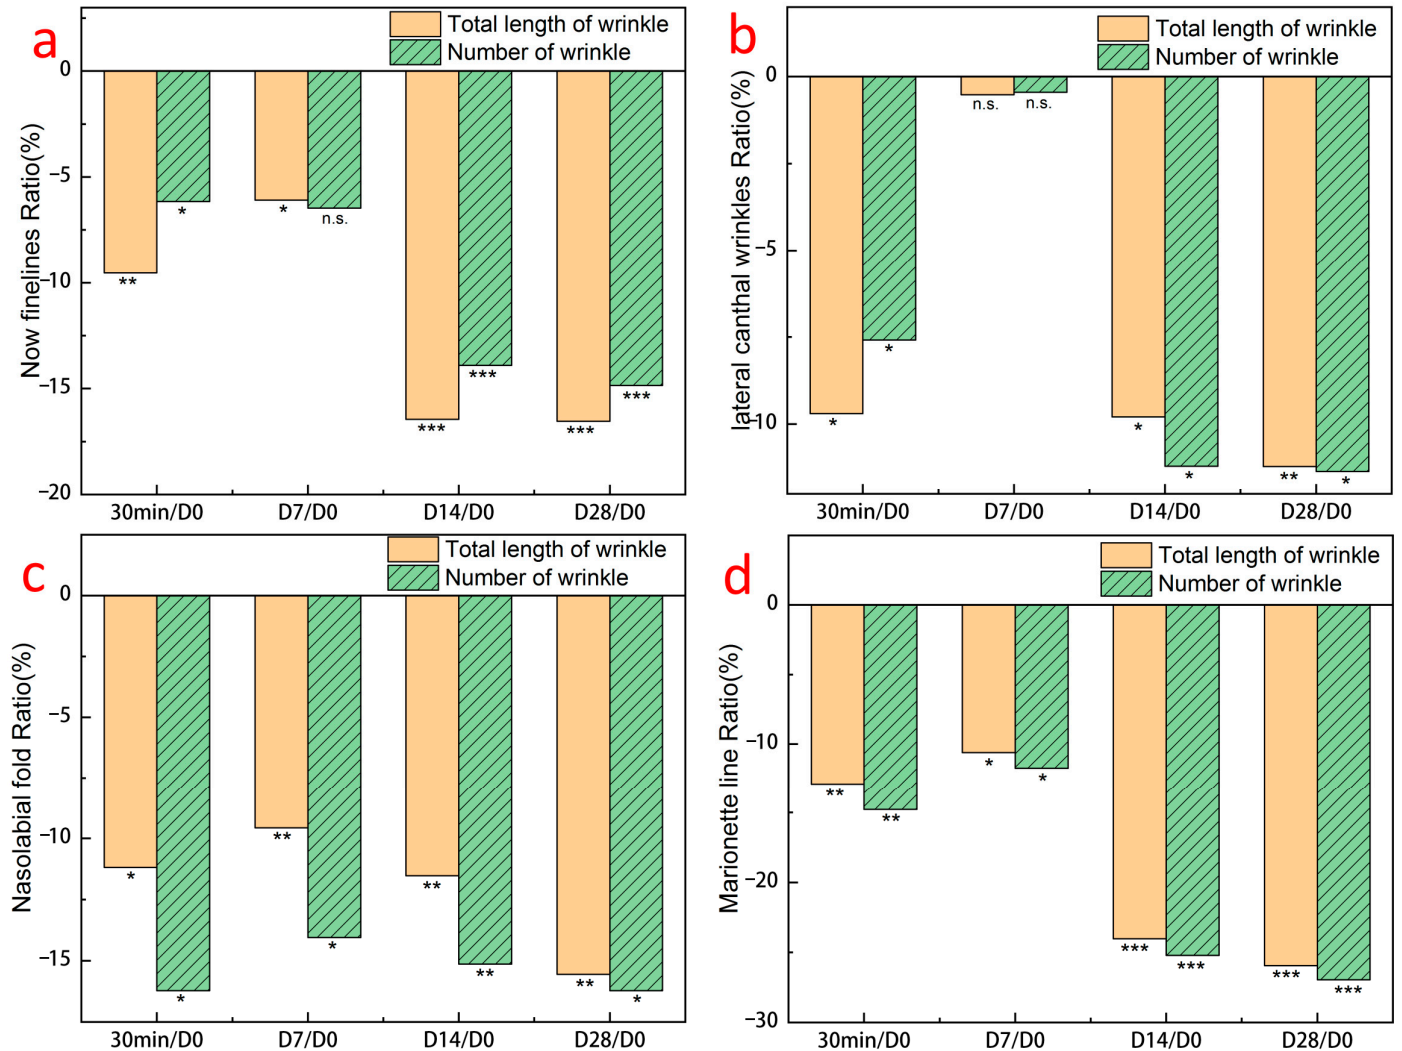 a
Total length of wrinkle
Number of wrinkle
Now finelines Ratio(%)
0
−5
−10
−15
−20
**
*
*
n.s.
***
***
***
***
30min/D0 D7/D0 D14/D0 D28/D0
b
Total length of wrinkle
Number of wrinkle
lateral canthal wrinkles Ratio(%)
0
−5
−10
*
*
n.s.
n.s.
*
*
**
*
30min/D0 D7/D0 D14/D0 D28/D0
c
Total length of wrinkle
Number of wrinkle
Nasolabial fold Ratio(%)
0
−5
−10
−15
*
*
**
*
**
**
**
*
30min/D0 D7/D0 D14/D0 D28/D0
d
Total length of wrinkle
Number of wrinkle
Marionette line Ratio(%)
0
−10
−20
−30
**
**
*
*
***
***
***
***
30min/D0 D7/D0 D14/D0 D28/D0